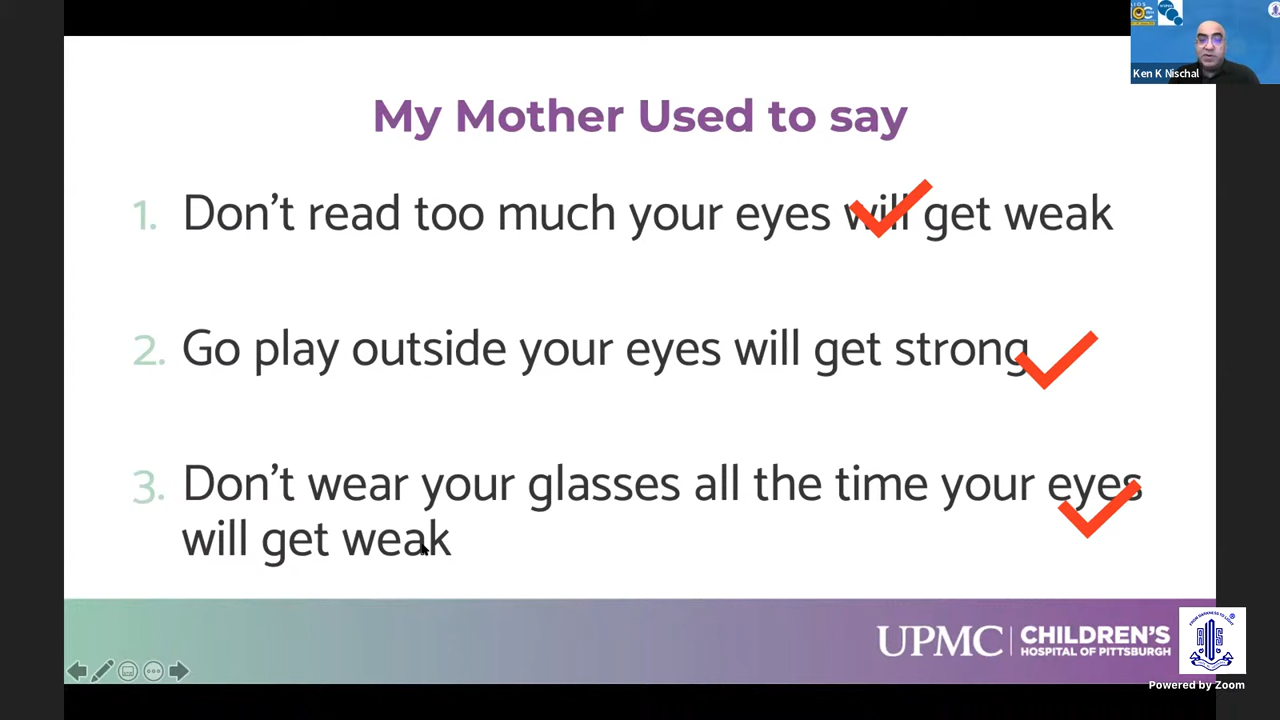 Ken K Nischal
My Mother Used to say
1. Don't read too much your eyes will get weak
2. Go play outside your eyes will get strong
3. Don't wear your glasses all the time your eyes
will get weak
UPMC | CHILDREN'S
HOSPITAL OF PITTSBURGH
Powered by Zoom